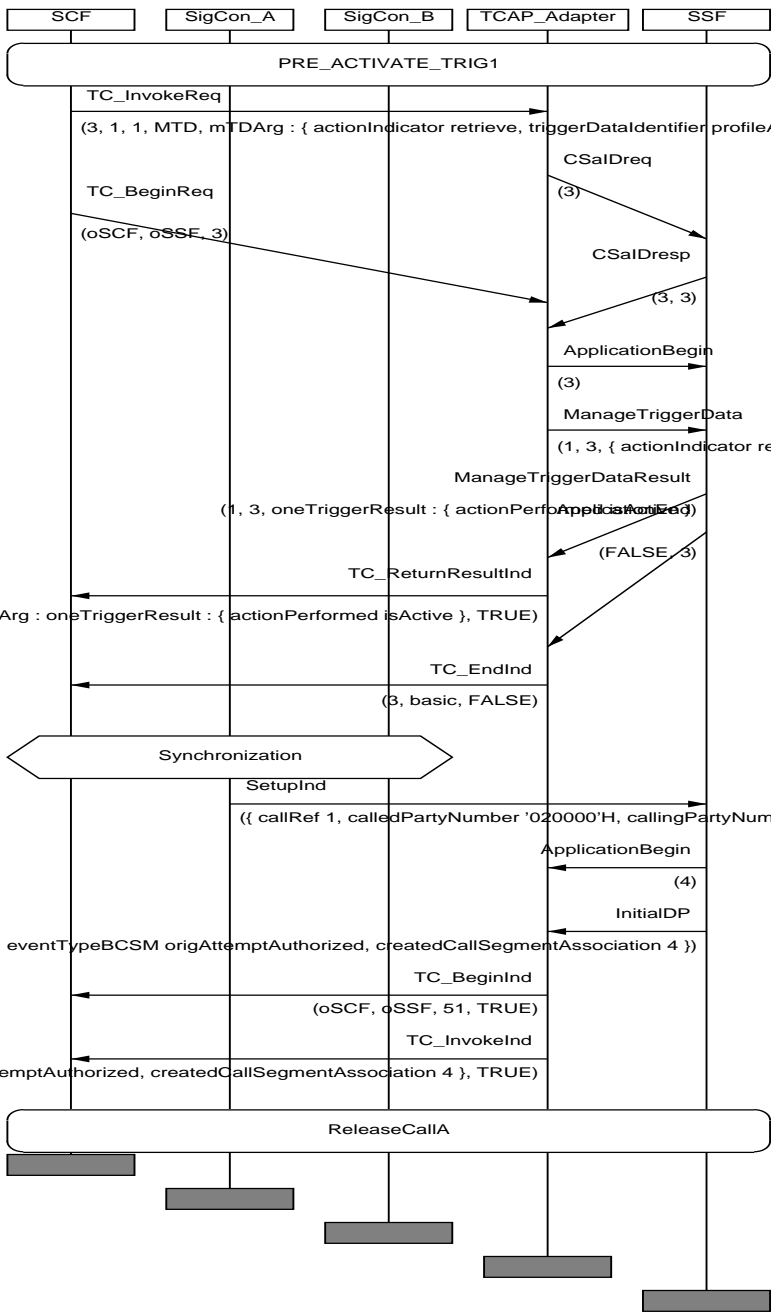 SCF SigCon_A SigCon_B TCAP_Adapter SSF
PRE_ACTIVATE_TRIG1
TC_InvokeReq
(3, 1, 1, MTD, mTDArg : { actionIndicator retrieve, triggerDataIdentifier profileA
CSaIDreq
(3)
TC_BeginReq
(oSCF, oSSF, 3)
CSaIDresp
(3, 3)
ApplicationBegin
(3)
ManageTriggerData
(1, 3, { actionIndicator re
ManageTriggerDataResult
(1, 3, oneTriggerResult : { actionPerformed isActive })
ApplicationEnd
(FALSE, 3)
TC_ReturnResultInd
Arg : oneTriggerResult : { actionPerformed isActive }, TRUE)
TC_EndInd
(3, basic, FALSE)
Synchronization
SetupInd
({ callRef 1, calledPartyNumber '020000'H, callingPartyNum
ApplicationBegin
(4)
InitialDP
eventTypeBCSM origAttemptAuthorized, createdCallSegmentAssociation 4 })
TC_BeginInd
(oSCF, oSSF, 51, TRUE)
TC_InvokeInd
emptAuthorized, createdCallSegmentAssociation 4 }, TRUE)
ReleaseCallA